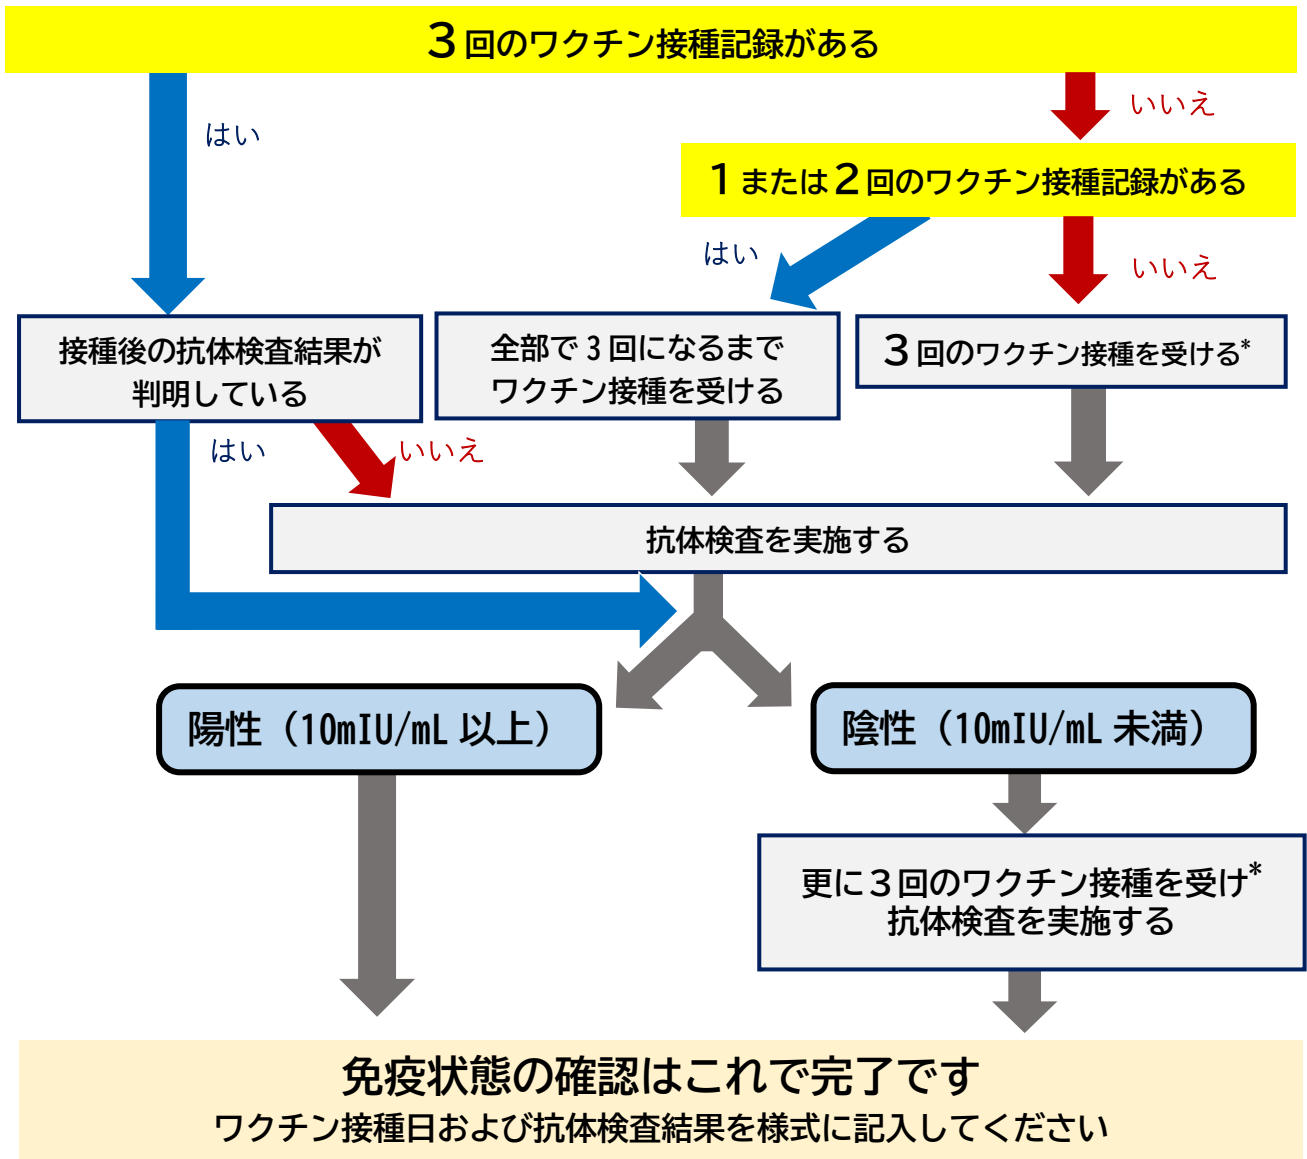 3回のワクチン接種記録がある
はい
いいえ
1または2回のワクチン接種記録がある
はい
いいえ
接種後の抗体検査結果が
判明している
全部で3回になるまで
ワクチン接種を受ける
3回のワクチン接種を受ける*
はい
いいえ
抗体検査を実施する
陽性（10mIU/mL 以上）
陰性（10mIU/mL 未満）
更に3回のワクチン接種を受け*
抗体検査を実施する
免疫状態の確認はこれで完了です
ワクチン接種日および抗体検査結果を様式に記入してください